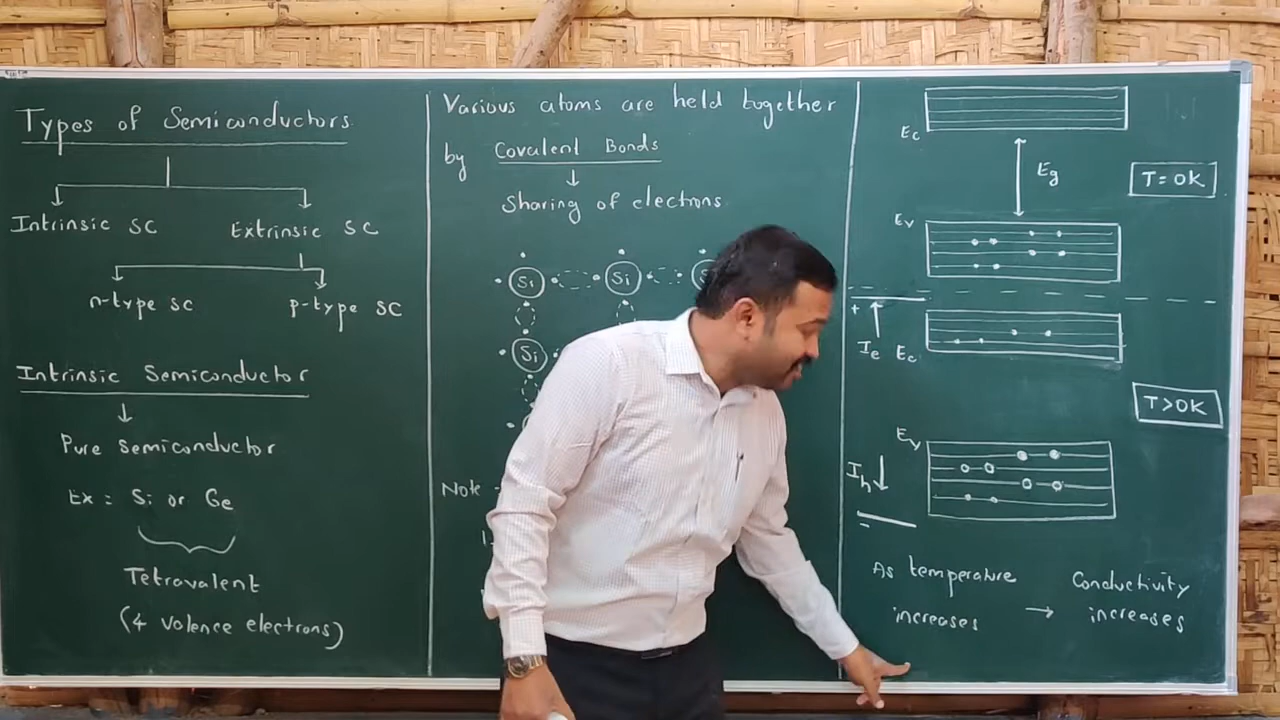 Types of Semiconductors
Intrinsic SC
Extrinsic SC
n-type SC
p-type SC
Intrinsic Semiconductor
Pure Semiconductor
Ex = Si or Ge
Tetravalent
(4 volence electrons)
Various atoms are held together
by Covalent Bonds
Sharing of electrons
Si Si
Si
Note -
Ec
Eg
T = 0K
Ev
+
Ie Ec
T > 0K
Ev
Ih
-
As temperature
increases → Conductivity
increases